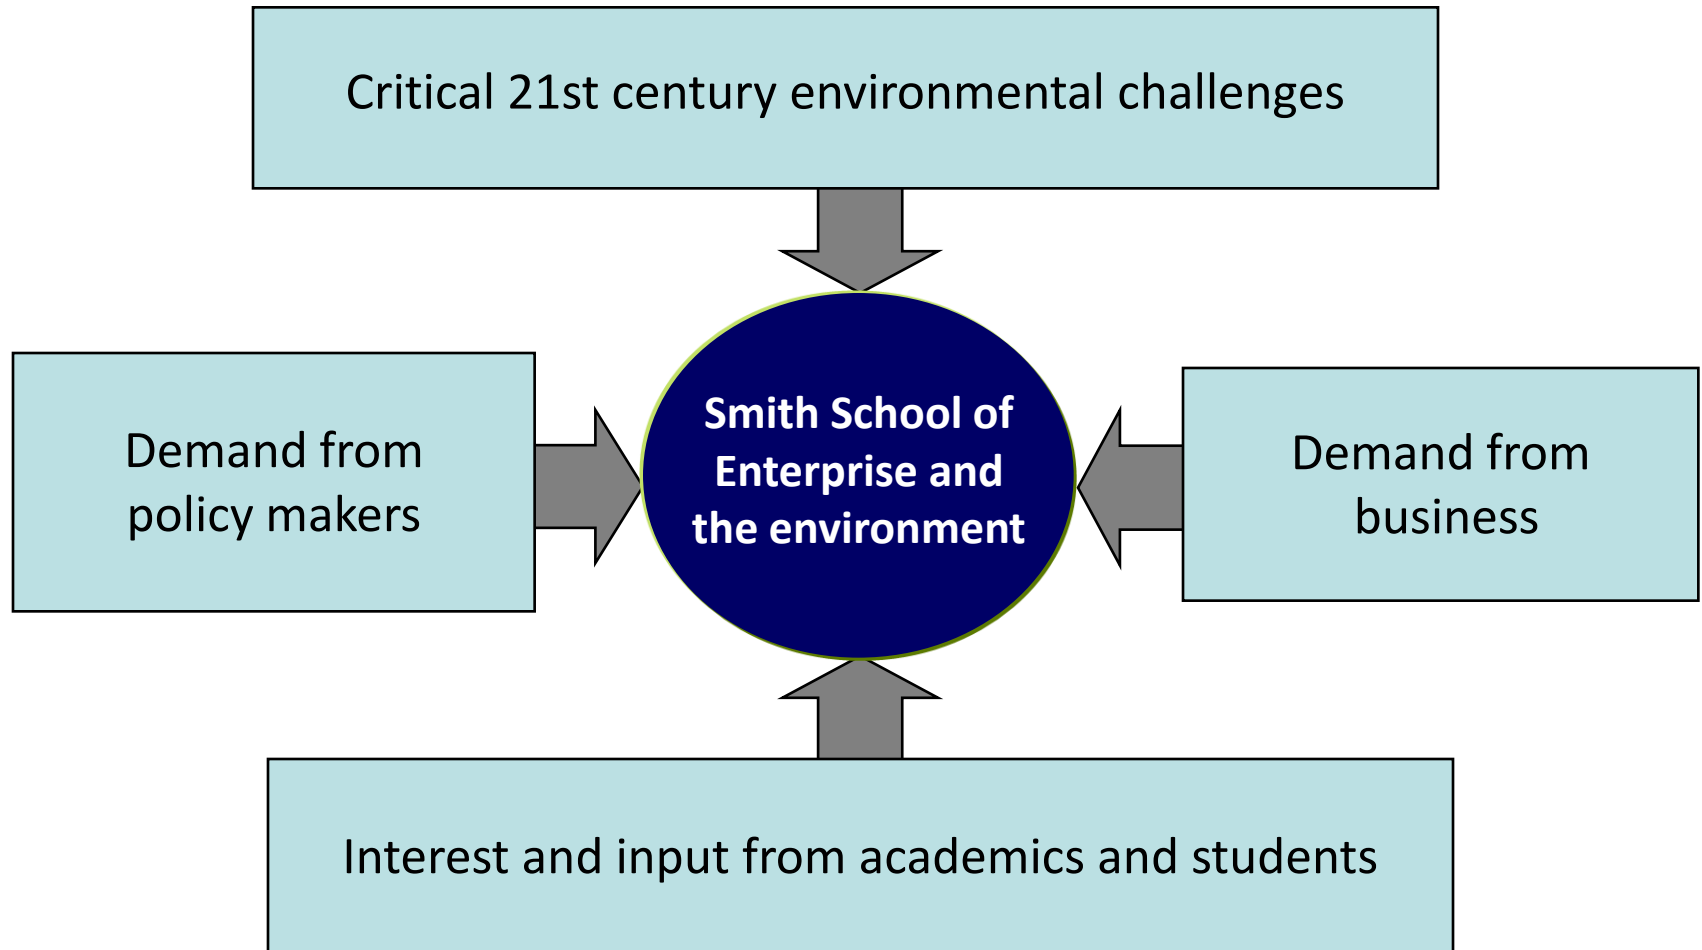 Critical 21st century environmental challenges
Demand from
policy makers
Smith School of
Enterprise and
the environment
Demand from
business
Interest and input from academics and students